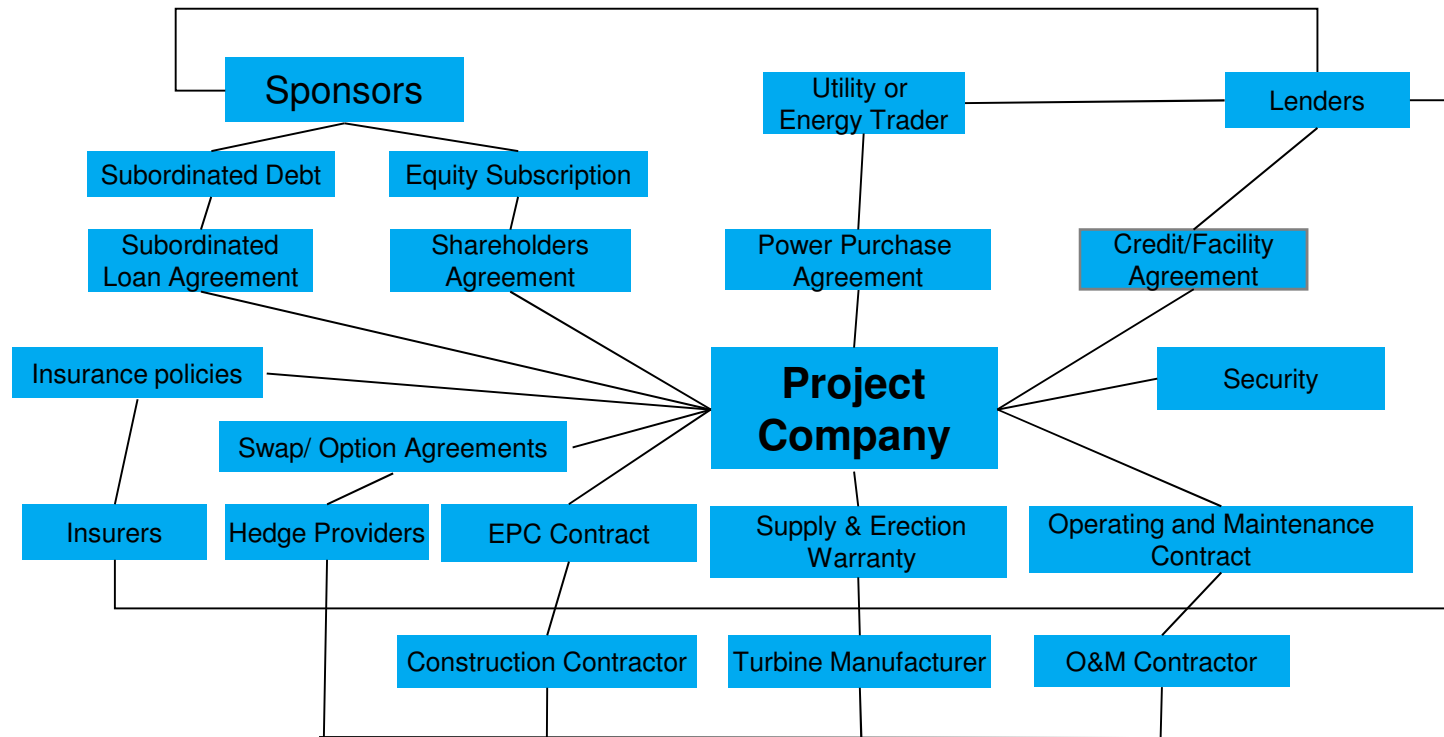 Sponsors
Utility or
Energy Trader
Lenders
Subordinated Debt
Equity Subscription
Subordinated
Loan Agreement
Shareholders
Agreement
Power Purchase
Agreement
Credit/Facility
Agreement
Insurance policies
Project
Company
Security
Swap/ Option Agreements
Insurers
Hedge Providers
EPC Contract
Supply & Erection
Warranty
Operating and Maintenance
Contract
Construction Contractor
Turbine Manufacturer
O&M Contractor